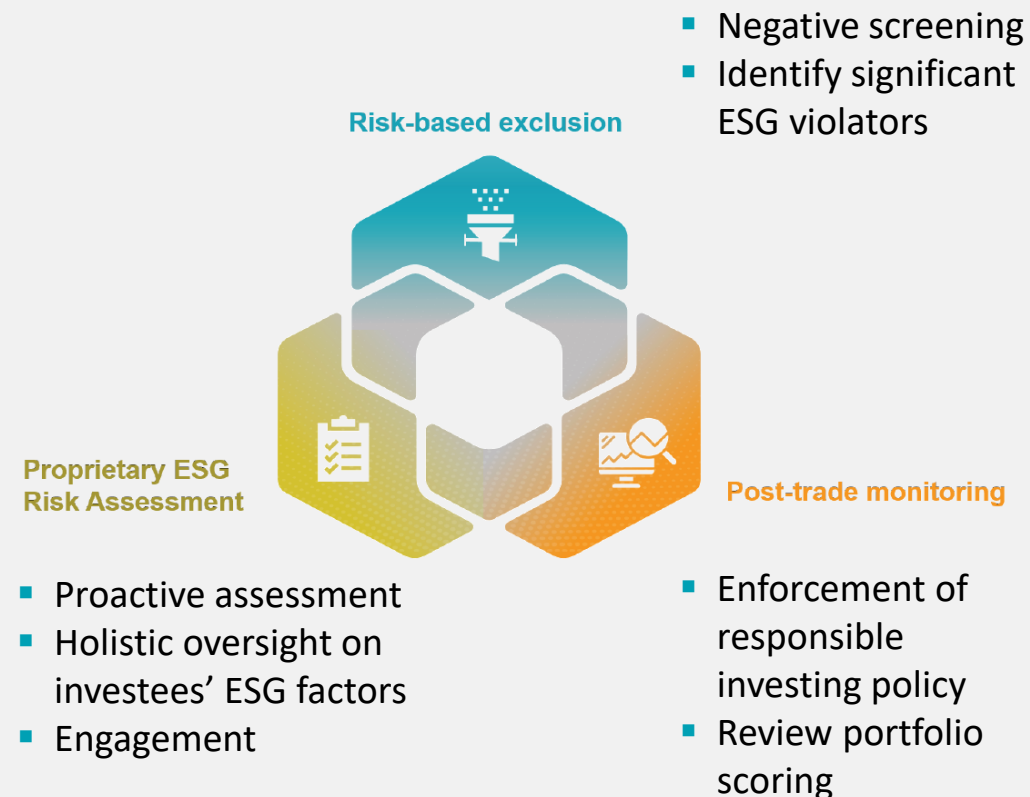 ▪ Negative screening
▪ Identify significant
ESG violators
Risk-based exclusion
Proprietary ESG
Risk Assessment
▪ Proactive assessment
▪ Holistic oversight on
investees’ ESG factors
▪ Engagement
Post-trade monitoring
▪ Enforcement of
responsible
investing policy
▪ Review portfolio
scoring